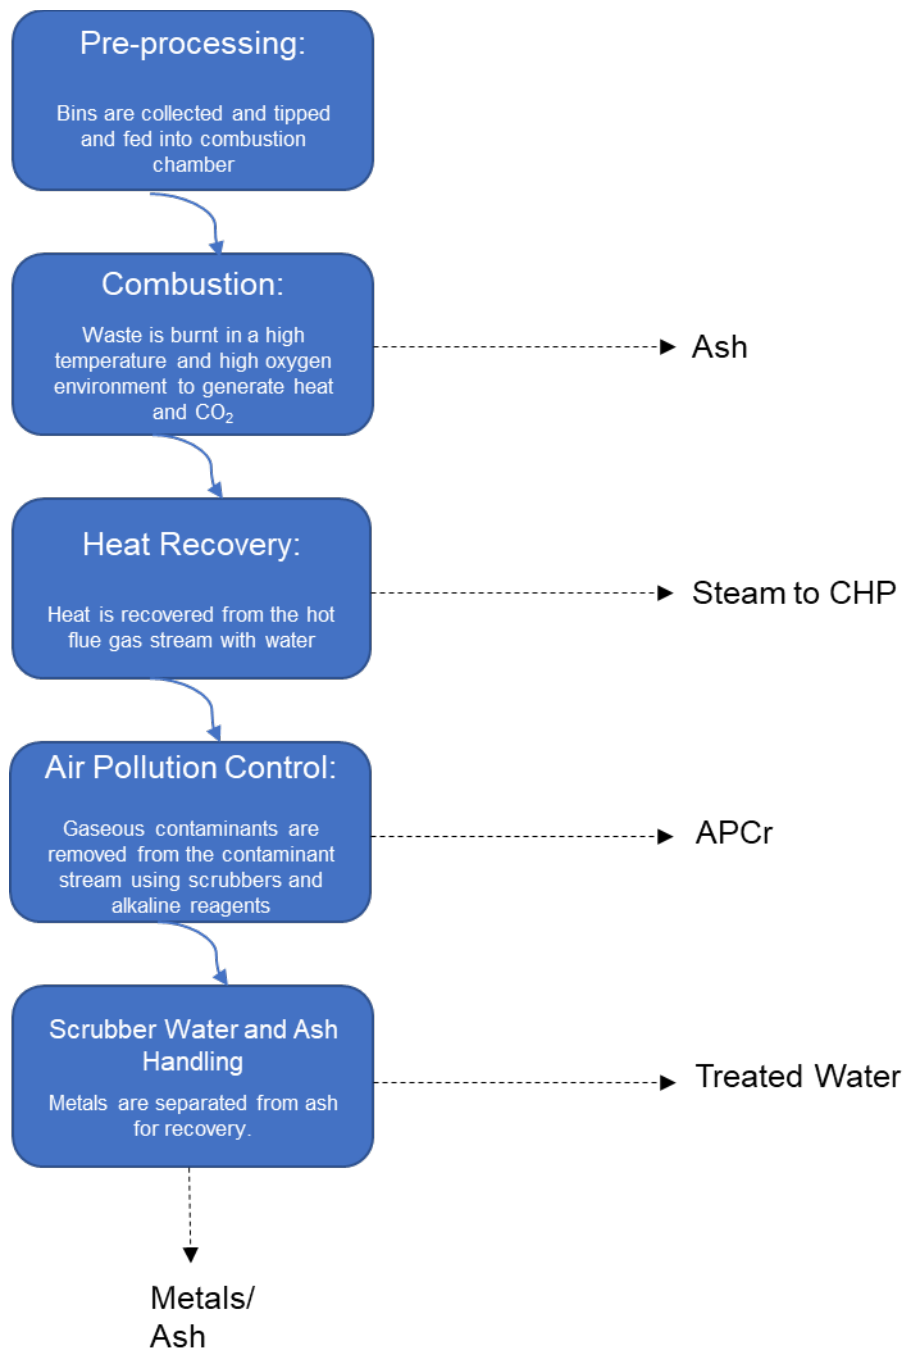 Pre-processing:
Bins are collected and tipped
and fed into combustion
chamber
Combustion:
Waste is burnt in a high
temperature and high oxygen
environment to generate heat
and CO₂
Ash
Heat Recovery:
Heat is recovered from the hot
flue gas stream with water
Steam to CHP
Air Pollution Control:
Gaseous contaminants are
removed from the contaminant
stream using scrubbers and
alkaline reagents
APCr
Scrubber Water and Ash
Handling
Metals are separated from ash
for recovery.
Treated Water
Metals/
Ash